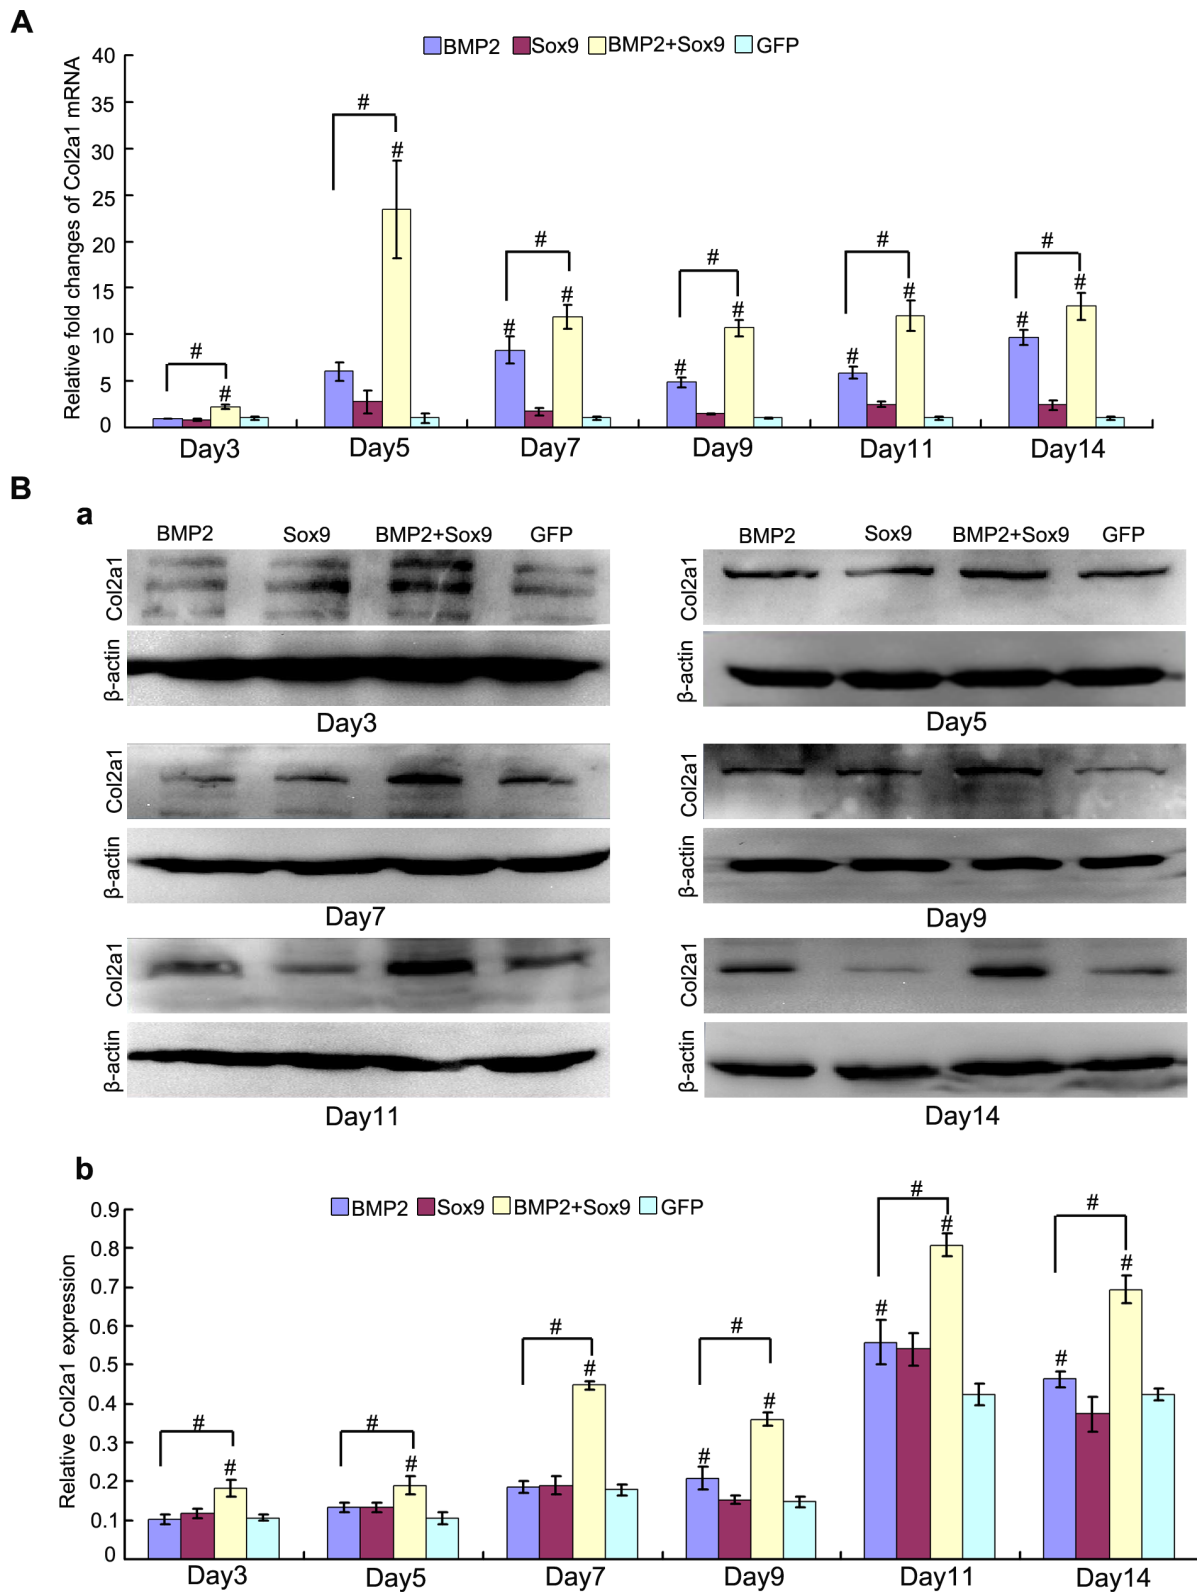 A
BMP2 Sox9 BMP2+Sox9 GFP
Relative fold changes of Col2a1 mRNA
40
35
30
25
20
15
10
5
0
# # # # # # # # # # # # # # # #
Day3 Day5 Day7 Day9 Day11 Day14
B
a
BMP2 Sox9 BMP2+Sox9 GFP
Col2a1
β-actin
Day3
BMP2 Sox9 BMP2+Sox9 GFP
Col2a1
β-actin
Day5
Col2a1
β-actin
Day7
Col2a1
β-actin
Day9
Col2a1
β-actin
Day11
Col2a1
β-actin
Day14
b
BMP2 Sox9 BMP2+Sox9 GFP
Relative Col2a1 expression
0.9
0.8
0.7
0.6
0.5
0.4
0.3
0.2
0.1
0
# # # # # # # # # # # # # # #
Day3 Day5 Day7 Day9 Day11 Day14